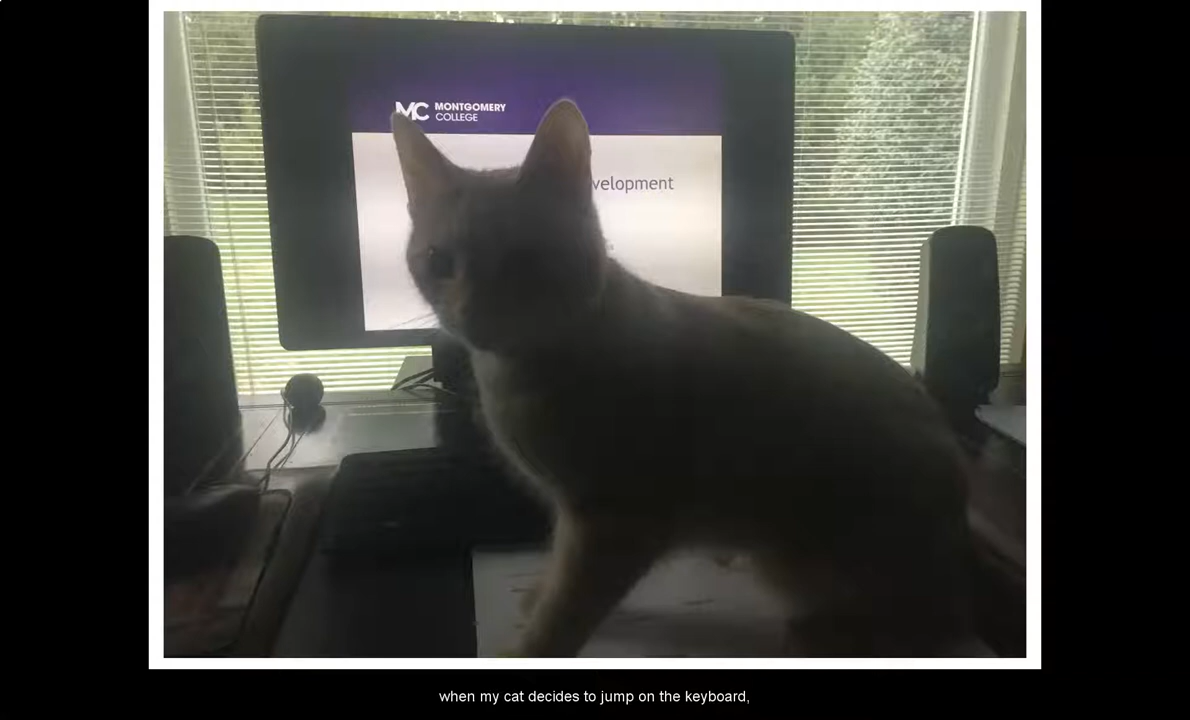 MC MONTGOMERY
COLLEGE
velopment
when my cat decides to jump on the keyboard,